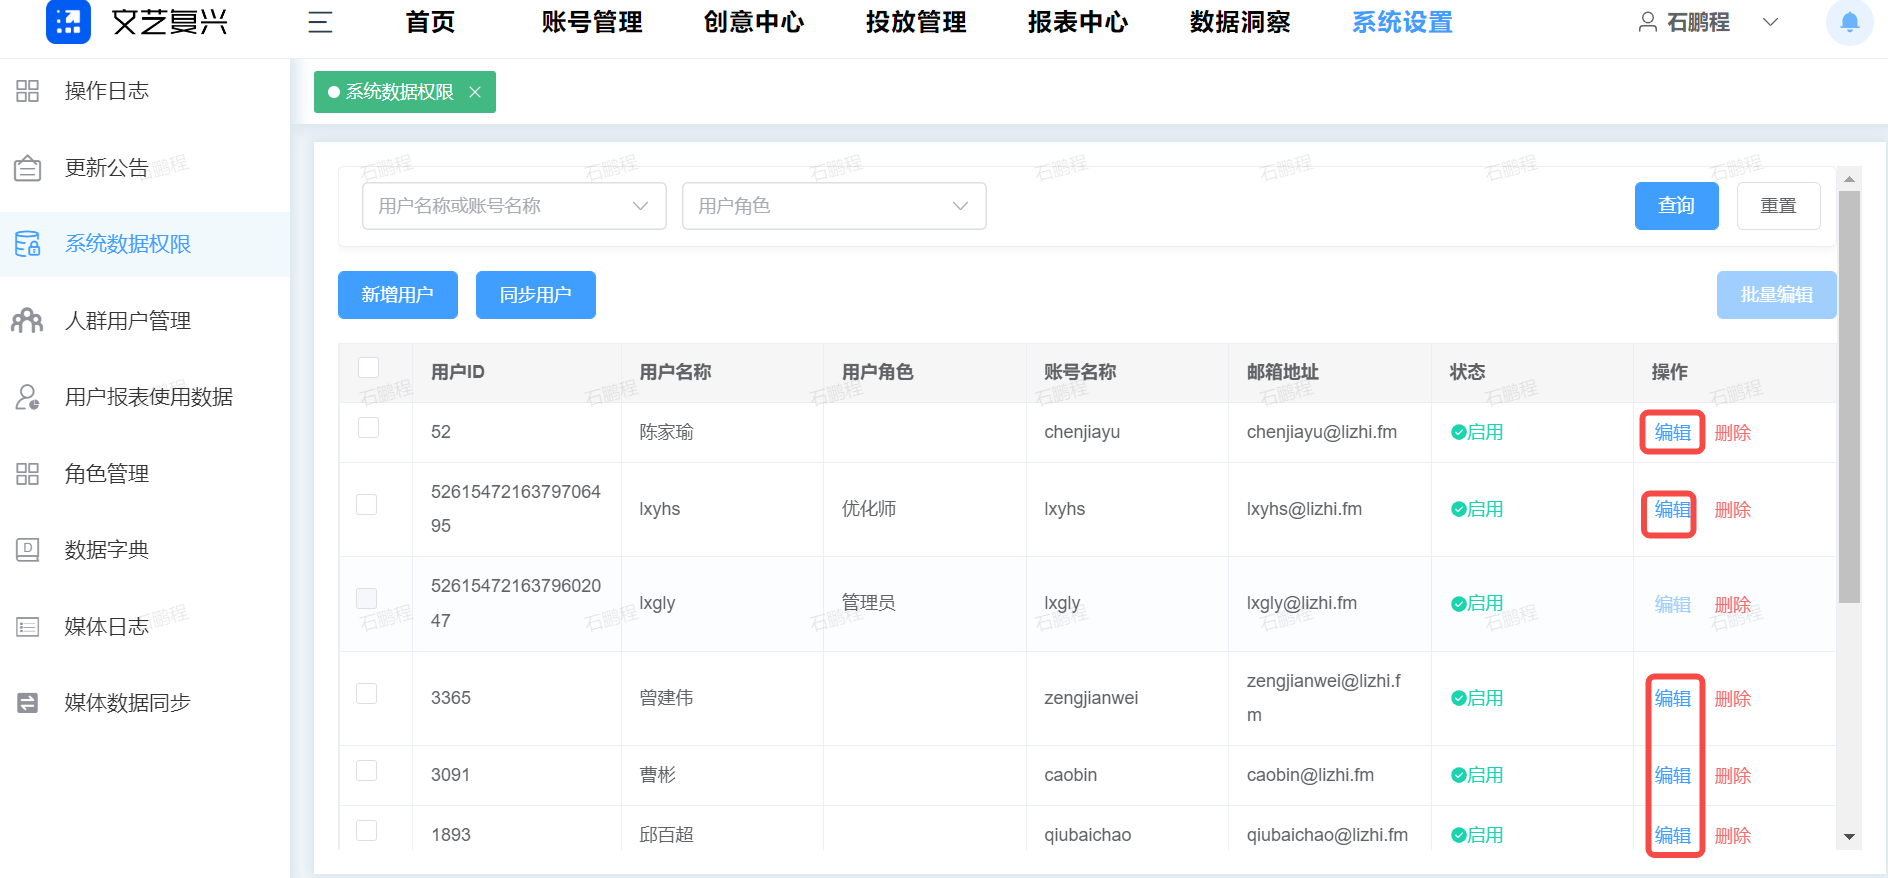 文艺复兴
首页
账号管理
创意中心
投放管理
报表中心
数据洞察
系统设置
石鹏程
操作日志
更新公告
系统数据权限
人群用户管理
用户报表使用数据
角色管理
数据字典
媒体日志
媒体数据同步
系统数据权限
用户名称或账号名称
用户角色
查询
重置
新增用户
同步用户
批量编辑
用户ID 用户名称 用户角色 账号名称 邮箱地址 状态 操作
52 陈家瑜 chenjiayu chenjiayu@lizhi.fm 启用 编辑 删除
52615472163797064
95
lxyhs 优化师 lxyhs lxyhs@lizhi.fm 启用 编辑 删除
52615472163796020
47
lxgly 管理员 lxgly lxgly@lizhi.fm 启用 编辑 删除
3365 曾建伟 zengjianwei
zengjianwei@lizhi.f
m
启用 编辑 删除
3091 曹彬 caobin caobin@lizhi.fm 启用 编辑 删除
1893 邱百超 qiubaichao qiubaichao@lizhi.fm 启用 编辑 删除
石鹏程